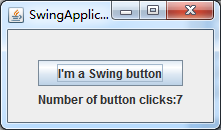 SwingApplic...
I'm a Swing button
Number of button clicks:7